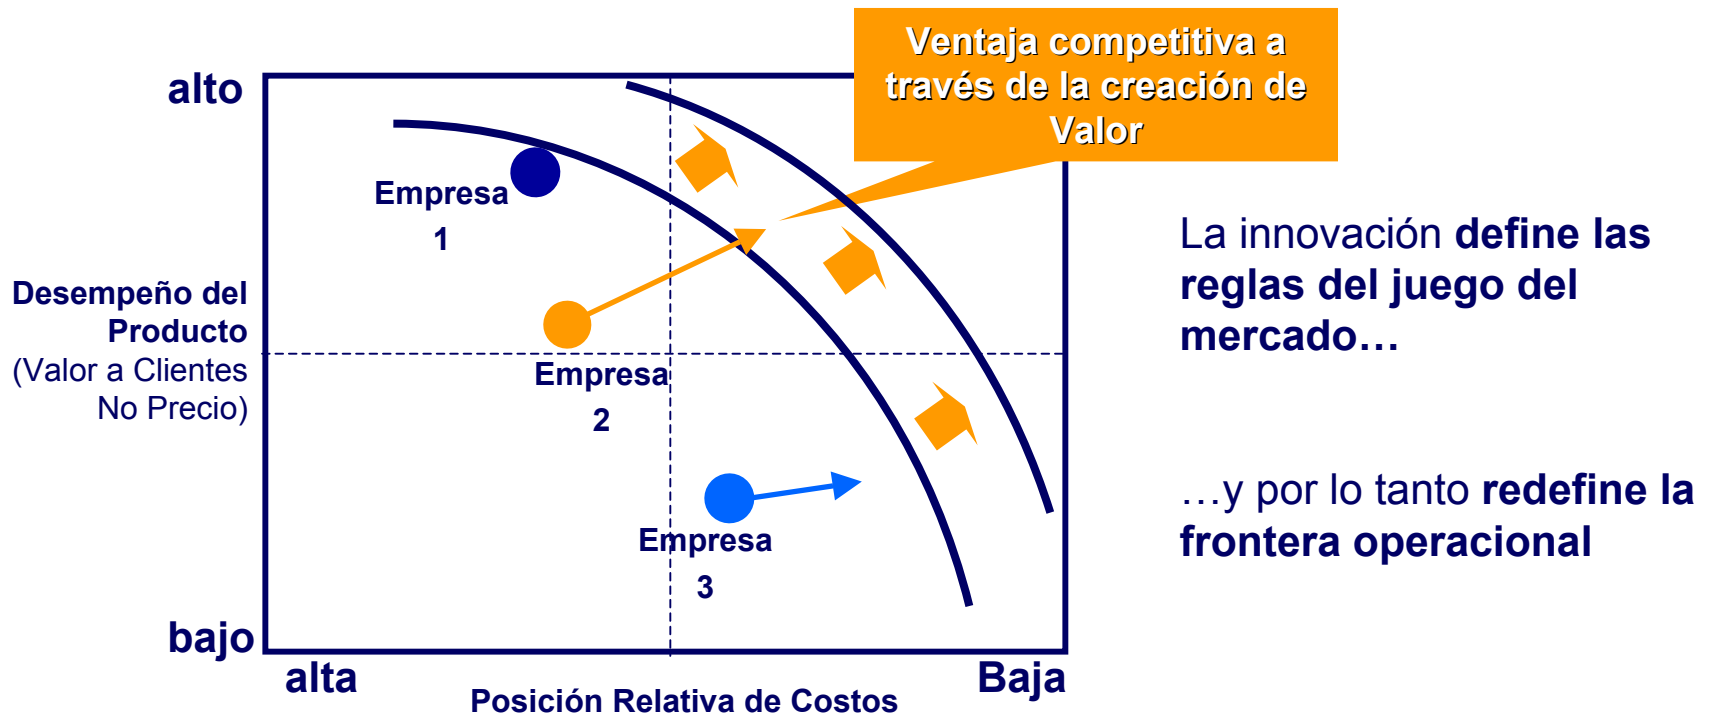 Ventaja competitiva a
través de la creación de
Valor
alto
Empresa
1
La innovación define las
reglas del juego del
mercado…
Desempeño del
Producto
(Valor a Clientes
No Precio)
Empresa
2
…y por lo tanto redefine la
frontera operacional
Empresa
3
bajo
alta
Baja
Posición Relativa de Costos